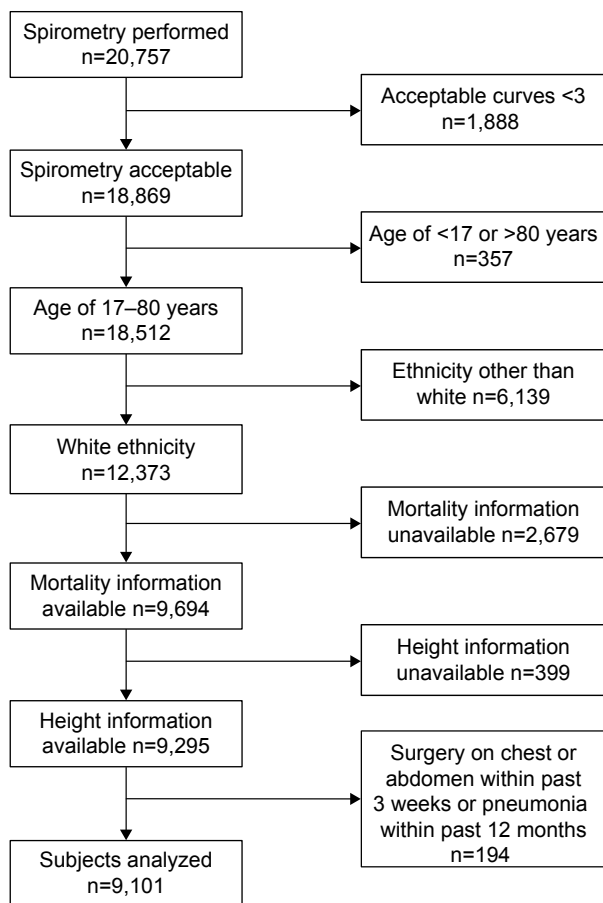 Spirometry performed
n=20,757
Acceptable curves <3
n=1,888
Spirometry acceptable
n=18,869
Age of <17 or >80 years
n=357
Age of 17–80 years
n=18,512
Ethnicity other than
white n=6,139
White ethnicity
n=12,373
Mortality information
unavailable n=2,679
Mortality information
available n=9,694
Height information
unavailable n=399
Height information
available n=9,295
Surgery on chest or
abdomen within past
3 weeks or pneumonia
within past 12 months
n=194
Subjects analyzed
n=9,101